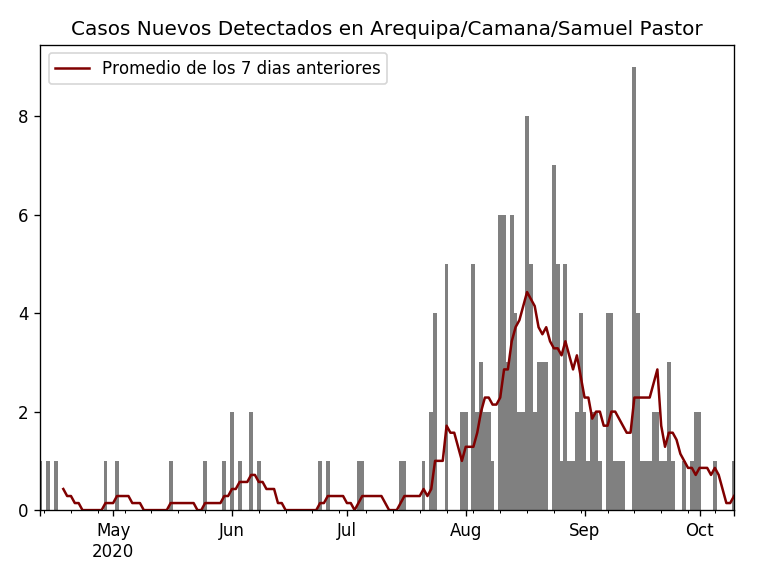 Casos Nuevos Detectados en Arequipa/Camana/Samuel Pastor
Promedio de los 7 dias anteriores
8
6
4
2
0
May Jun Jul Aug Sep Oct
2020